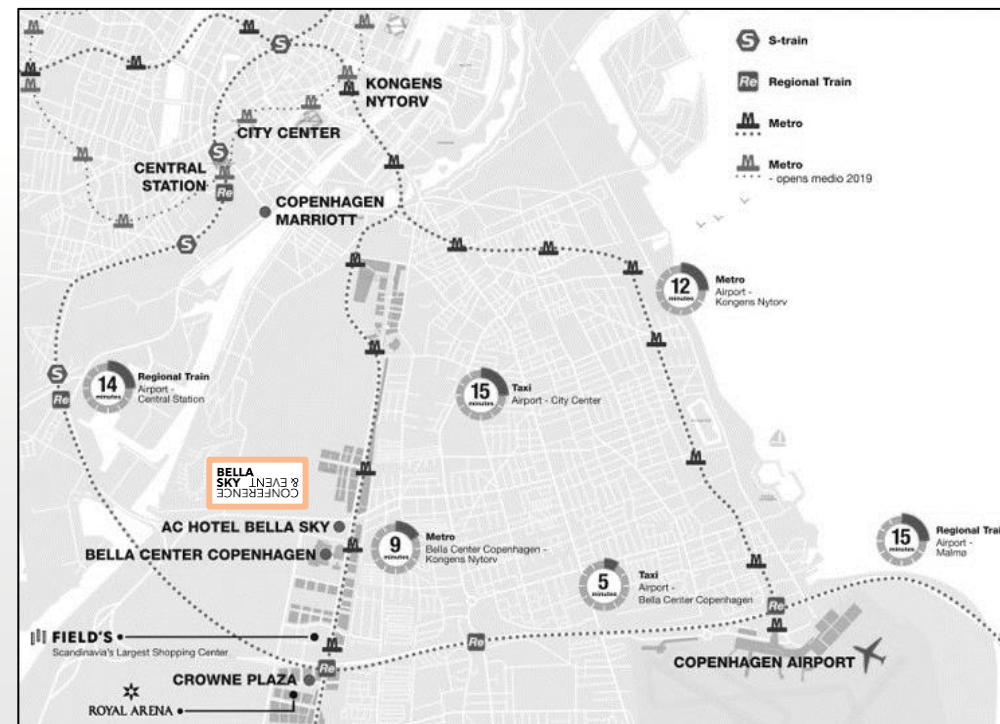 S-train
Re Regional Train
M Metro
M Metro
- opens medio 2019
KONGENS
NYTORV
CITY CENTER
CENTRAL
STATION
COPENHAGEN
MARRIOTT
12
minutes
Metro
Airport -
Kongens Nytorv
14
minutes
Regional Train
Airport -
Central Station
15
minutes
Taxi
Airport - City Center
BELLA
SKY & EVENT
CONFERENCE
AC HOTEL BELLA SKY
BELLA CENTER COPENHAGEN
9
minutes
Metro
Bella Center Copenhagen -
Kongens Nytorv
15
minutes
Regional Trai
Airport -
Malmø
5
minutes
Taxi
Airport -
Bella Center Copenhagen
FIELD'S
Scandinavia's Largest Shopping Center
COPENHAGEN AIRPORT
CROWNE PLAZA
ROYAL ARENA